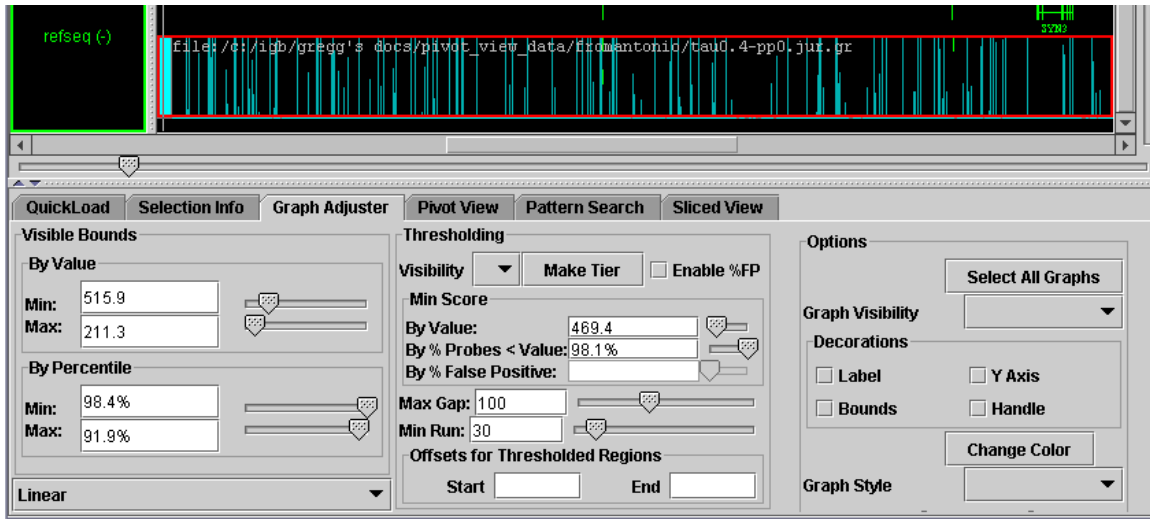 SYN3
refseq (-)
file:/c:/igb/gregg's docs/pivot_view_data/fromantonio/tau0.4-pp0.jur.gr
QuickLoad Selection Info Graph Adjuster Pivot View Pattern Search Sliced View
Visible Bounds
By Value
Min: 515.9
Max: 211.3
By Percentile
Min: 98.4%
Max: 91.9%
Linear
Thresholding
Visibility Make Tier Enable %FP
Min Score
By Value: 469.4
By % Probes < Value: 98.1%
By % False Positive:
Max Gap: 100
Min Run: 30
Offsets for Thresholded Regions
Start End
Options
Select All Graphs
Graph Visibility
Decorations
Label Y Axis
Bounds Handle
Change Color
Graph Style